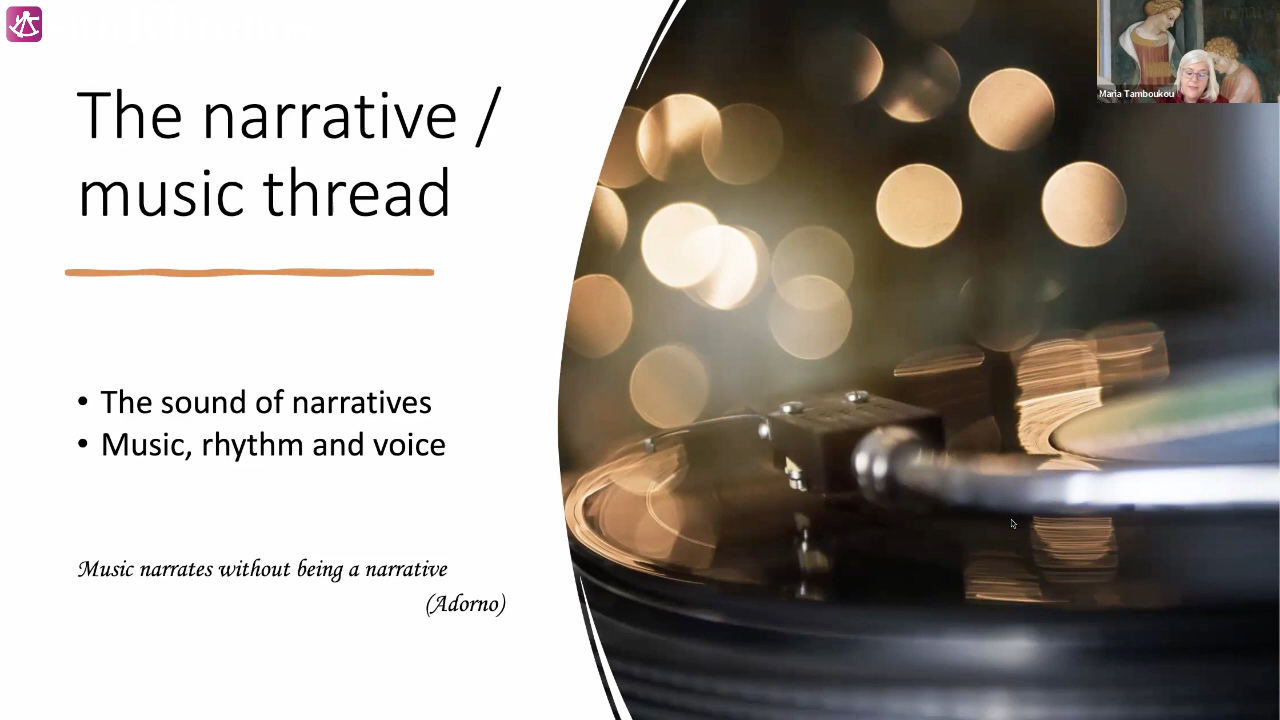 The narrative /
music thread
• The sound of narratives
• Music, rhythm and voice
Music narrates without being a narrative
(Adorno)
Maria Tamboukou